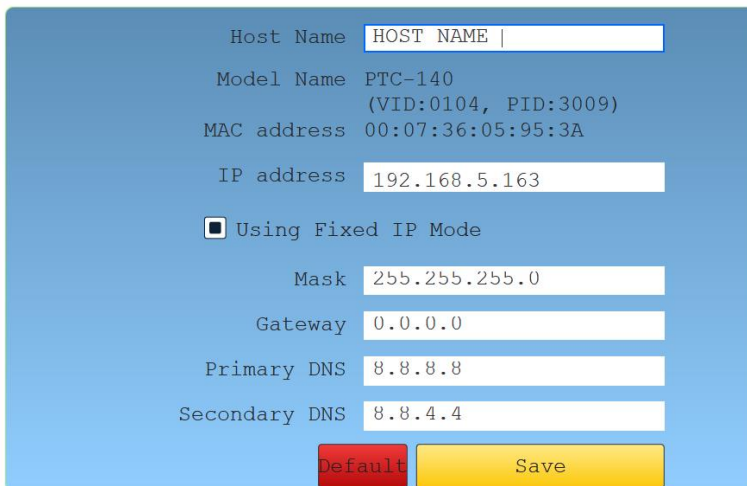 Host Name HOST NAME
Model Name PTC-140
(VID:0104, PID:3009)
MAC address 00:07:36:05:95:3A
IP address 192.168.5.163
Using Fixed IP Mode
Mask 255.255.255.0
Gateway 0.0.0.0
Primary DNS 8.8.8.8
Secondary DNS 8.8.4.4
Default Save